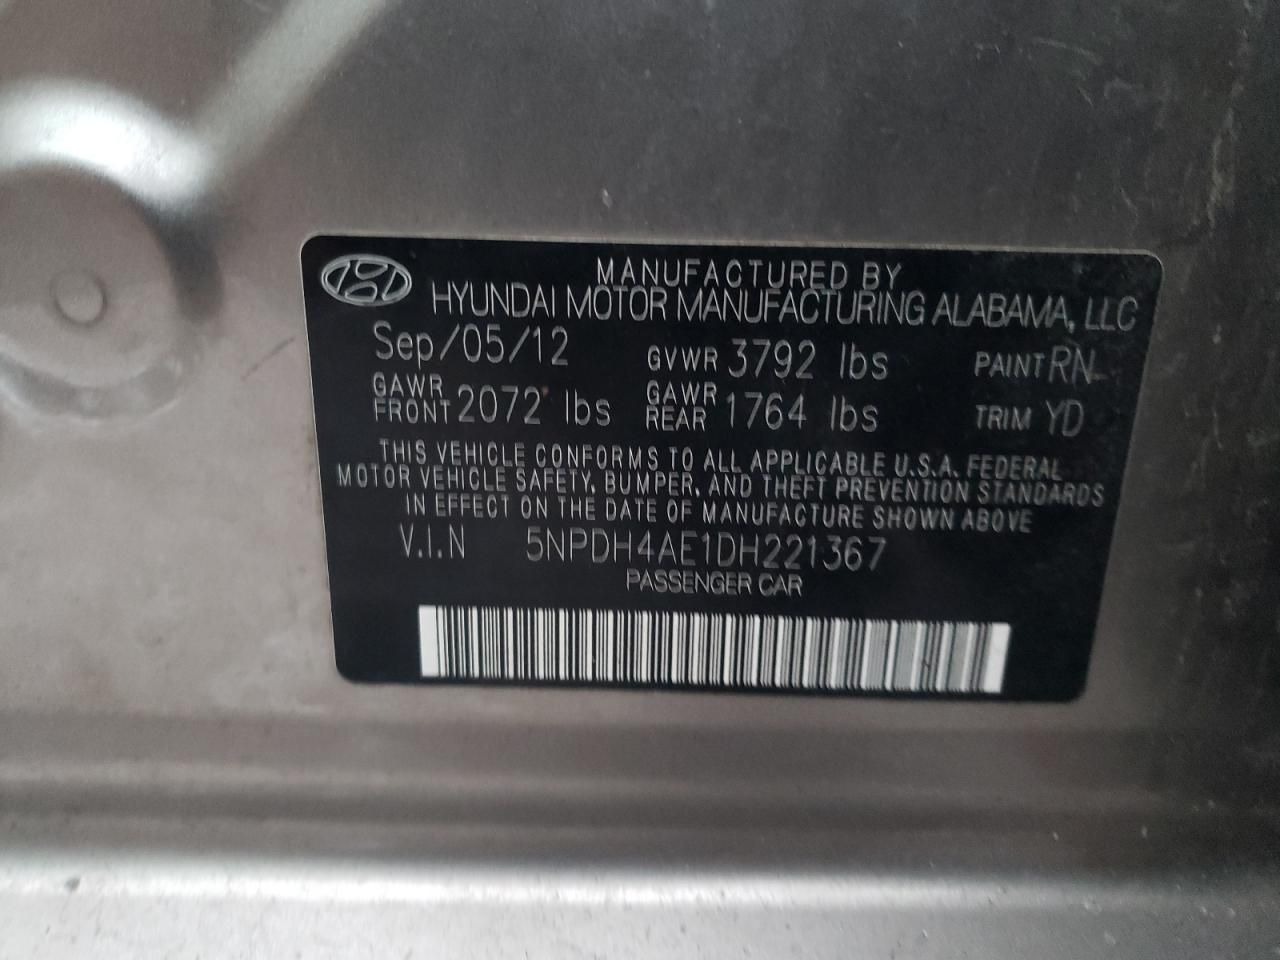 MANUFACTURED BY
HYUNDAI MOTOR MANUFACTURING ALABAMA, LLC
Sep/05/12 GVWR 3792 lbs PAINT RN
GAWR FRONT 2072 lbs GAWR REAR 1764 lbs TRIM YD
THIS VEHICLE CONFORMS TO ALL APPLICABLE U.S.A. FEDERAL
MOTOR VEHICLE SAFETY, BUMPER, AND THEFT PREVENTION STANDARDS
IN EFFECT ON THE DATE OF MANUFACTURE SHOWN ABOVE
V.I.N 5NPDH4AE1DH221367
PASSENGER CAR